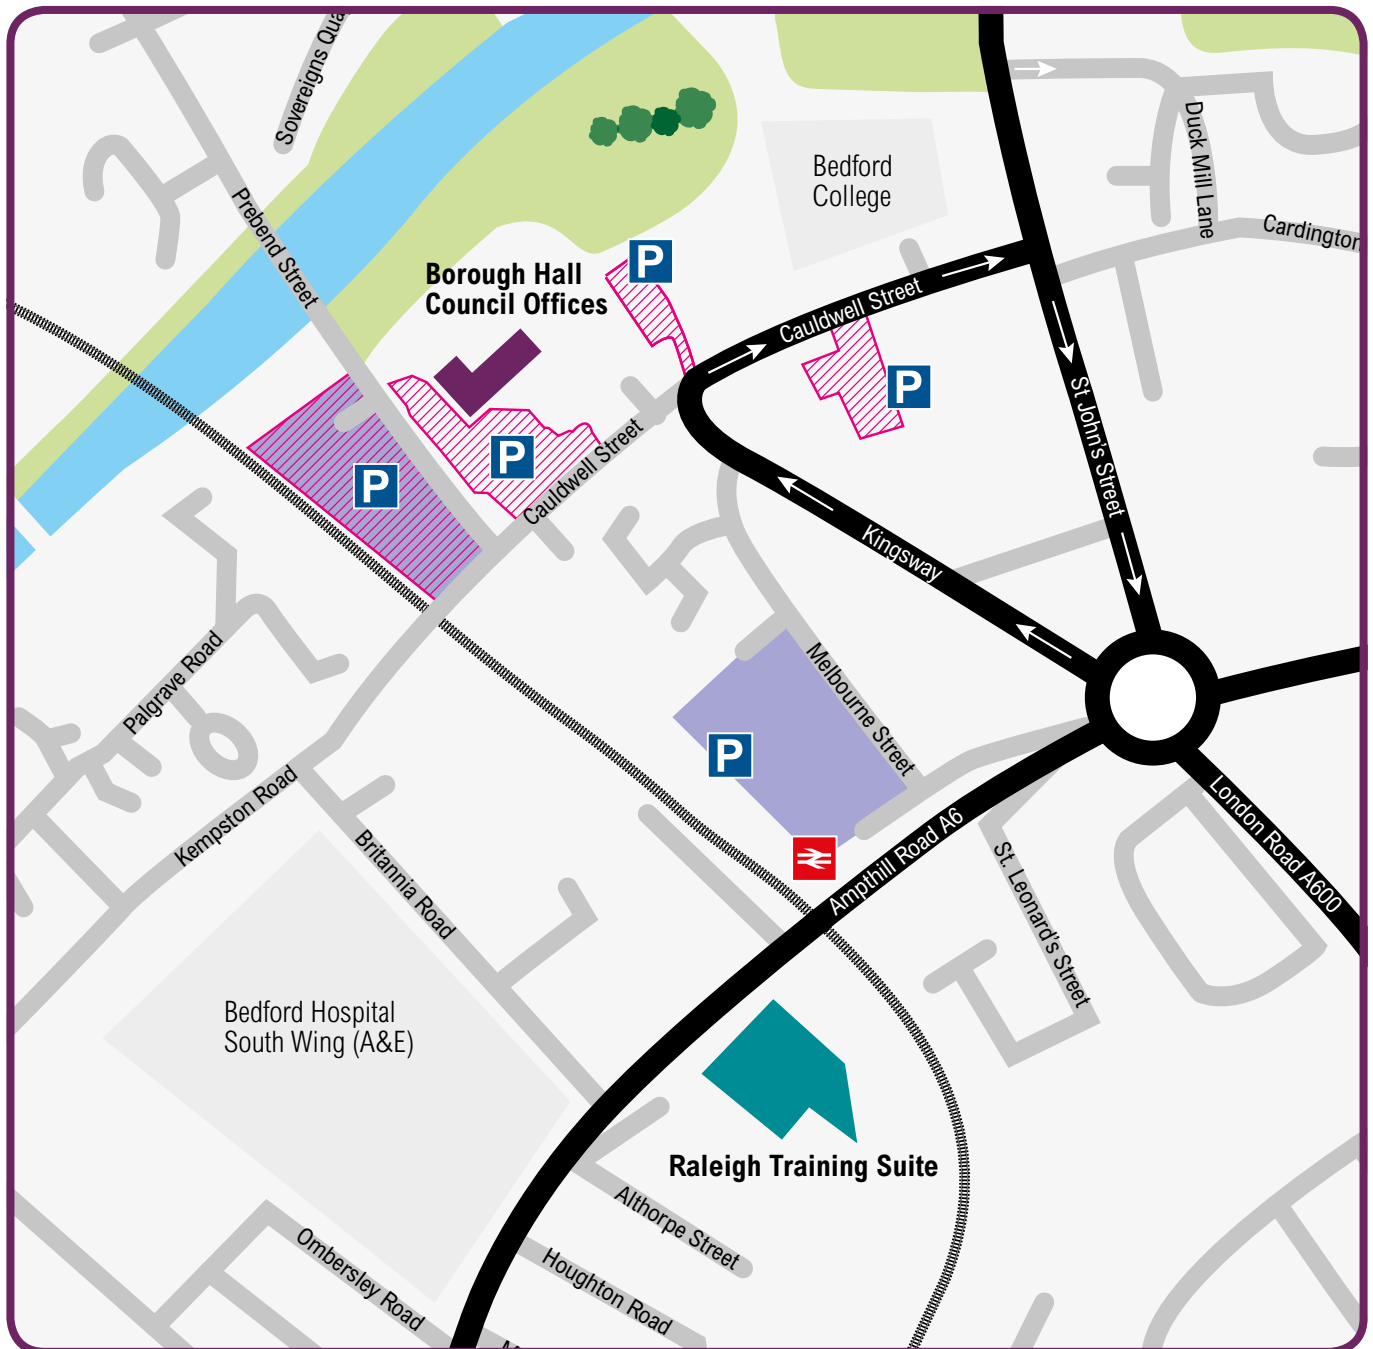 Sovereigns Qua
Duck Mill Lane
Bedford
College
Prebend Street
Cardington
Borough Hall
Council Offices
P
Cauldwell Street
P
St John's Street
P
P
Cauldwell Street
Kingsway
Palgrave Road
Melbourne Street
P
Kempston Road
London Road A600
Ampthill Road A6
Britannia Road
St. Leonard's Street
Bedford Hospital
South Wing (A&E)
Raleigh Training Suite
Althorpe Street
Ombersley Road
Houghton Road